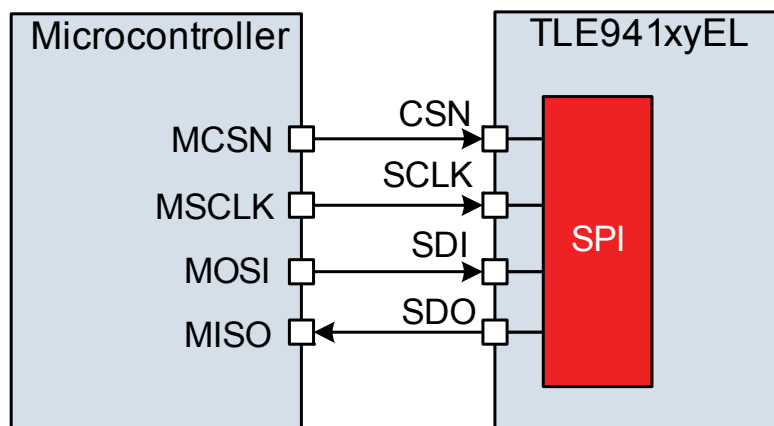 Microcontroller
TLE941xyEL
MCSN
CSN
MSCLK
SCLK
SPI
MOSI
SDI
MISO
SDO